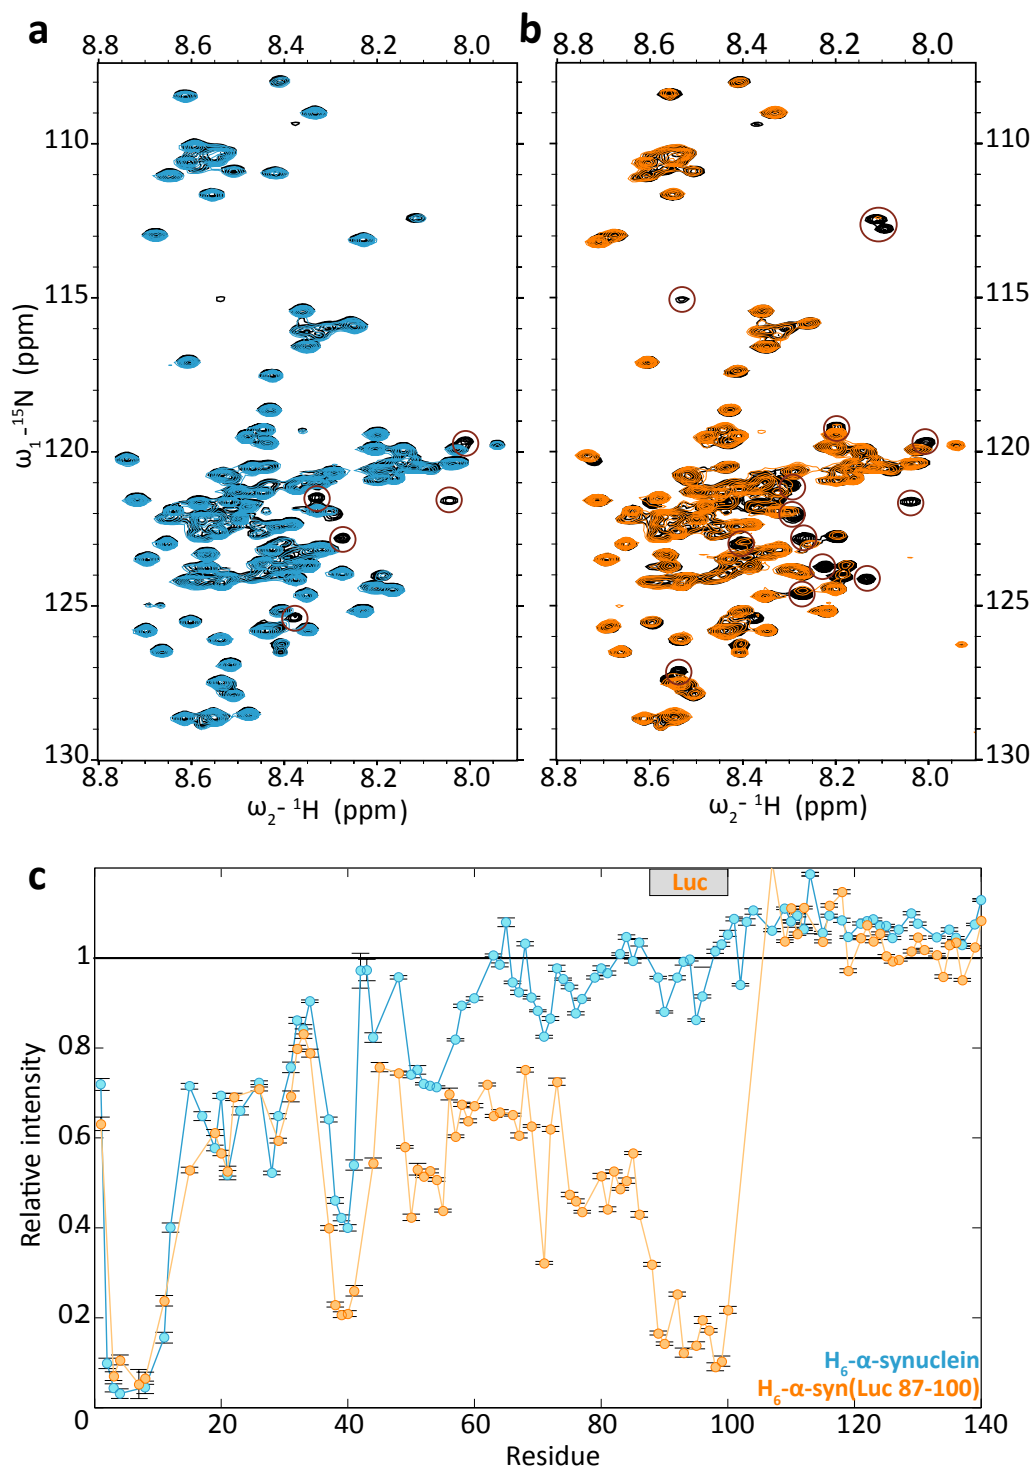 a b
8.8 8.6 8.4 8.2 8.0 8.8 8.6 8.4 8.2 8.0
110 110
115 115
120 120
125 125
130 130
ω₁-¹⁵N (ppm)
8.8 8.6 8.4 8.2 8.0 8.8 8.6 8.4 8.2 8.0
ω₂- ¹H (ppm) ω₂- ¹H (ppm)
c
Luc
1
0.8
0.6
0.4
0.2
0
Relative intensity
H₆-α-synuclein
H₆-α-syn(Luc 87-100)
20 40 60 80 100 120 140
Residue